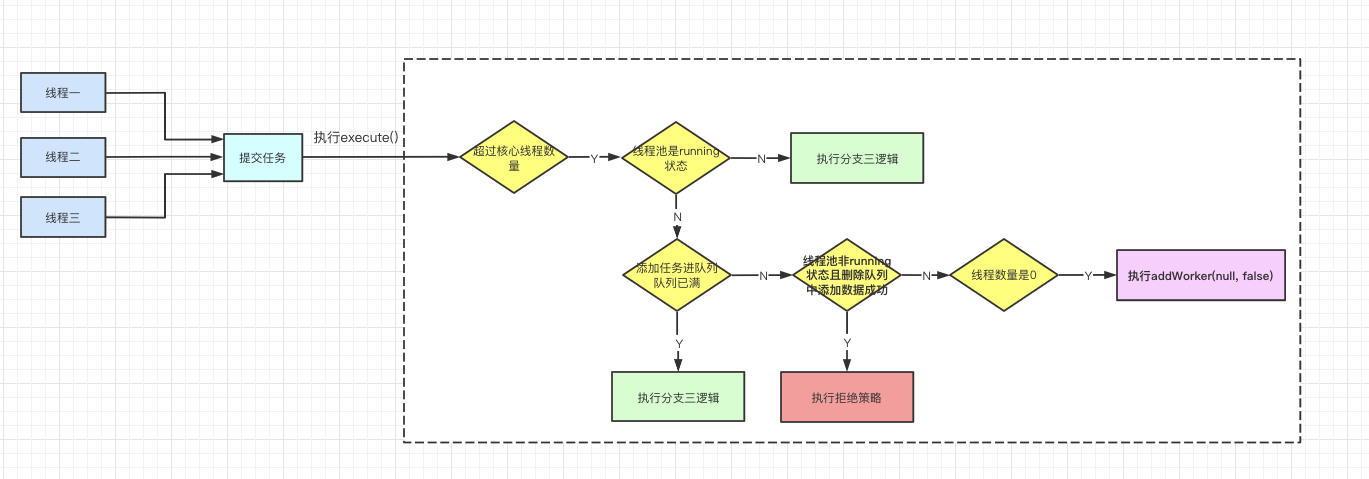 线程一
线程二
线程三
提交任务
执行execute()
超过核心线程数
量
Y
线程池是running
状态
N
执行分支三逻辑
N
添加任务进队列
队列已满
N
线程池非running
状态且删除队列
中添加数据成功
N
线程数量是0
Y
执行addWorker(null, false)
Y
执行分支三逻辑
Y
执行拒绝策略